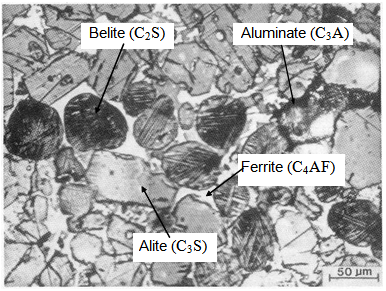 Belite (C₂S)
Aluminate (C₃A)
Ferrite (C₄AF)
Alite (C₃S)
50 µm